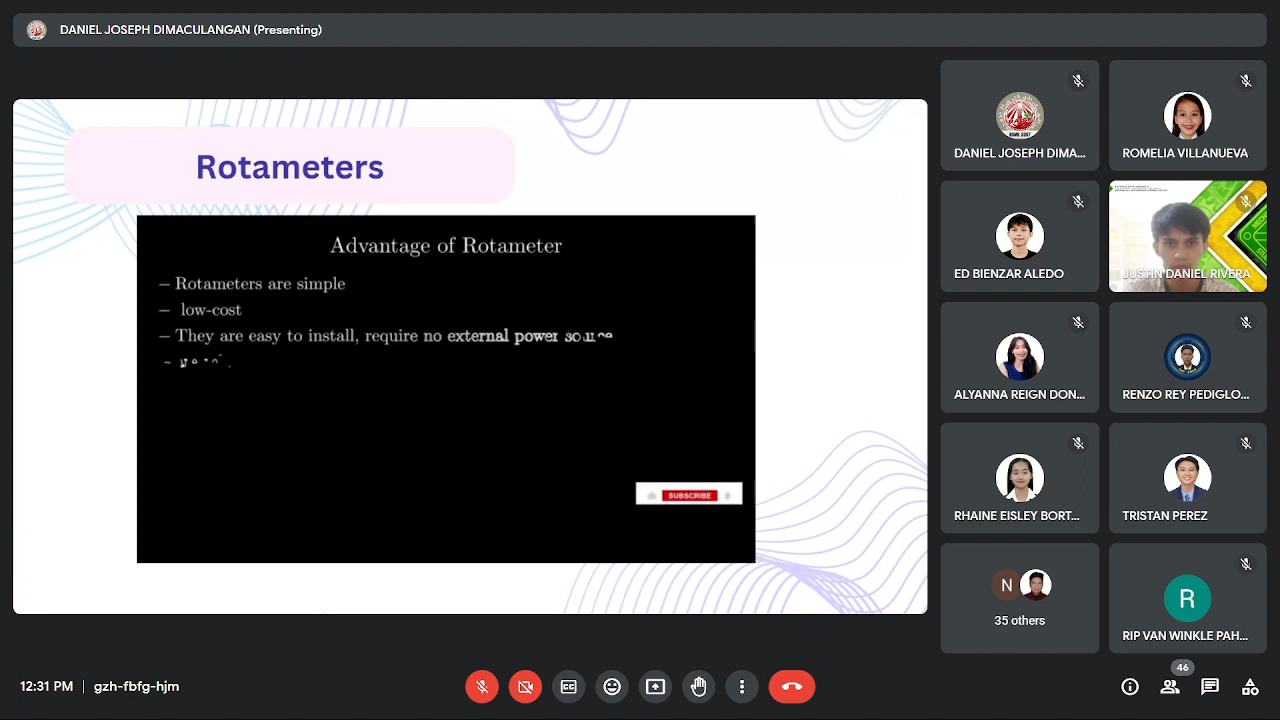 DANIEL JOSEPH DIMACULANGAN (Presenting)
Rotameters
Advantage of Rotameter
– Rotameters are simple
– low-cost
– They are easy to install, require no external power source
SUBSCRIBE
DANIEL JOSEPH DIMA...
ROMELIA VILLANUEVA
ED BIENZAR ALEDO
JUSTIN DANIEL RIVERA
ALYANNA REIGN DON...
RENZO REY PEDIGLO...
RHAINE EISLEY BORT...
TRISTAN PEREZ
N
35 others
R
RIP VAN WINKLE PAH...
12:31 PM | gzh-fbfg-hjm
46